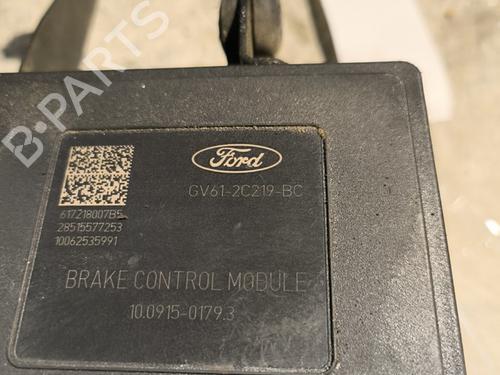 B-PARTS
Ford
GV61-2C219-BC
617218007B5
28515577253
10062535991
BRAKE CONTROL MODULE
10.0915-0179.3